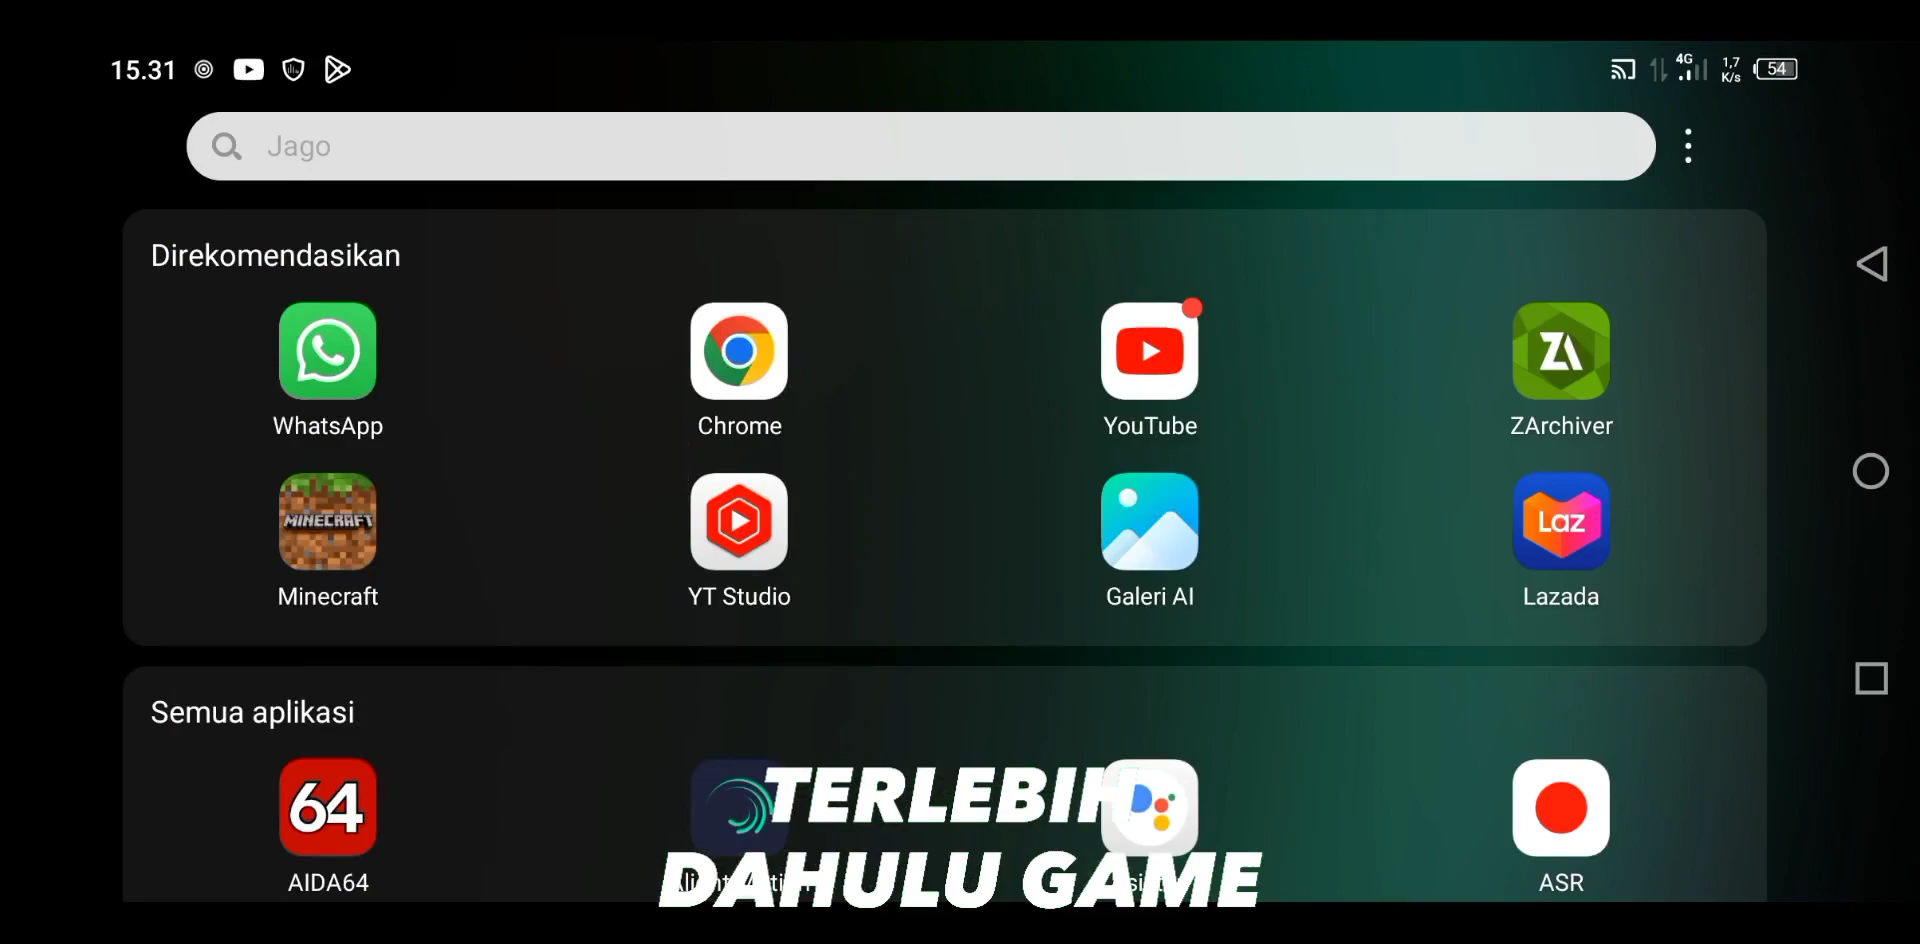 15.31
4G
1,7
K/s
54
Jago
Direkomendasikan
WhatsApp
Chrome
YouTube
ZA
ZArchiver
MINECRAFT
Laz
Minecraft
YT Studio
Galeri AI
Lazada
Semua aplikasi
64
TERLEBIH
DAHULU GAME
AIDA64
ASR